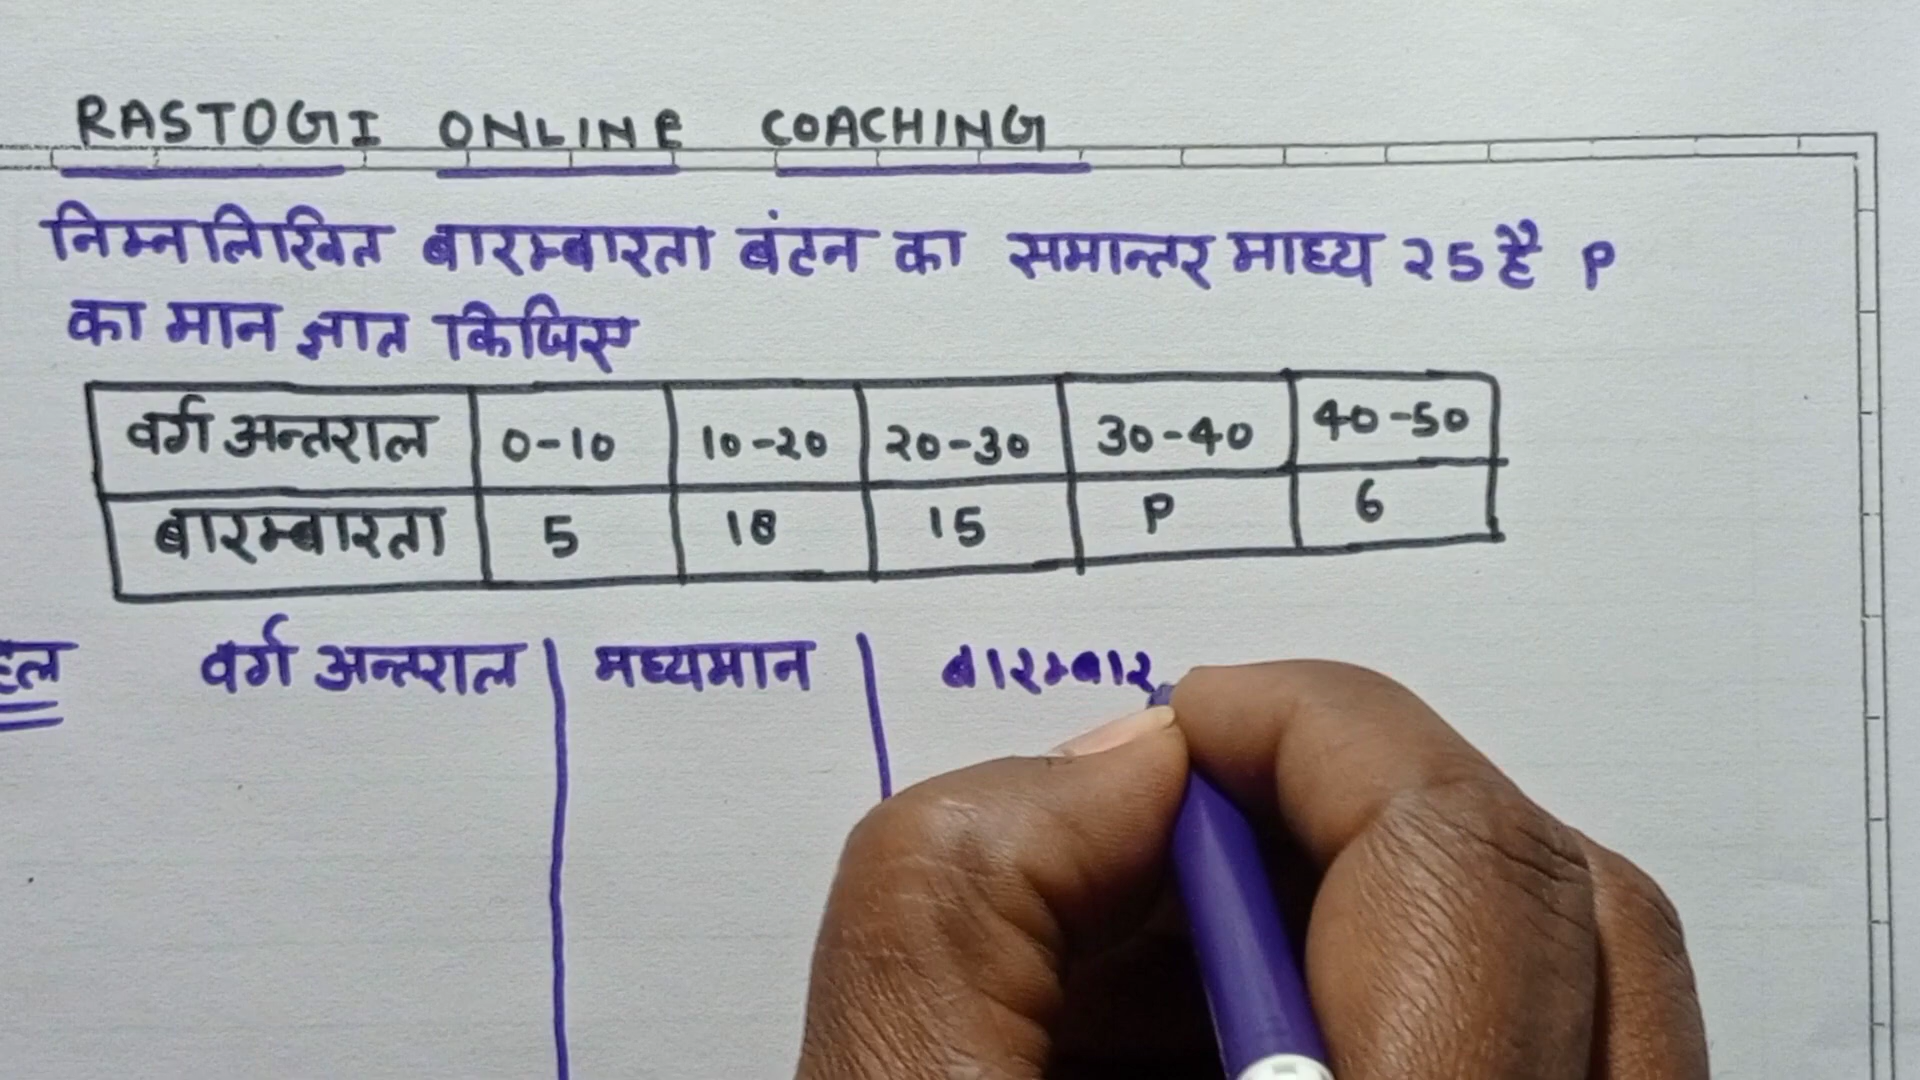 RASTOGI ONLINE COACHING
निम्नलिखित बारम्बारता बंटन का समान्तर माध्य 25 है P
का मान ज्ञात किजिए
वर्ग अन्तराल 0-10 10-20 20-30 30-40 40-50
बारम्बारता 5 18 15 P 6
हल वर्ग अन्तराल मध्यमान बारम्बार